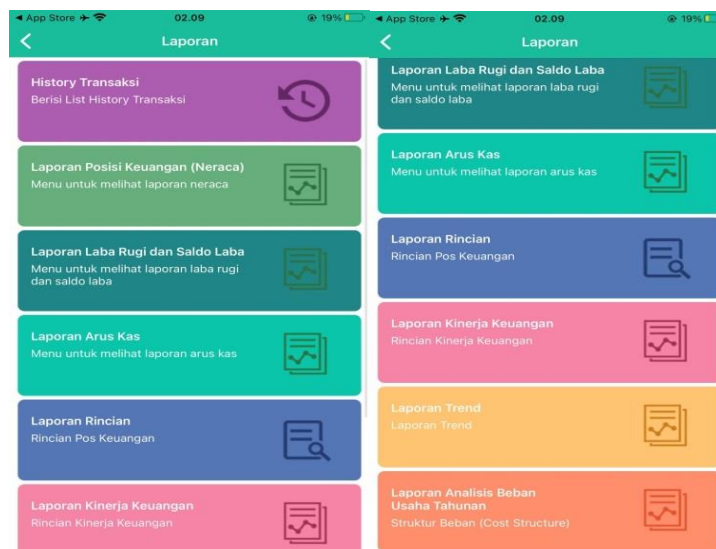 App Store
02.09
19%
Laporan
History Transaksi
Berisi List History Transaksi
Laporan Posisi Keuangan (Neraca)
Menu untuk melihat laporan neraca
Laporan Laba Rugi dan Saldo Laba
Menu untuk melihat laporan laba rugi
dan saldo laba
Laporan Arus Kas
Menu untuk melihat laporan arus kas
Laporan Rincian
Rincian Pos Keuangan
Laporan Kinerja Keuangan
Rincian Kinerja Keuangan
App Store
02.09
19%
Laporan
Laporan Laba Rugi dan Saldo Laba
Menu untuk melihat laporan laba rugi
dan saldo laba
Laporan Arus Kas
Menu untuk melihat laporan arus kas
Laporan Rincian
Rincian Pos Keuangan
Laporan Kinerja Keuangan
Rincian Kinerja Keuangan
Laporan Trend
Laporan Trend
Laporan Analisis Beban
Usaha Tahunan
Struktur Beban (Cost Structure)